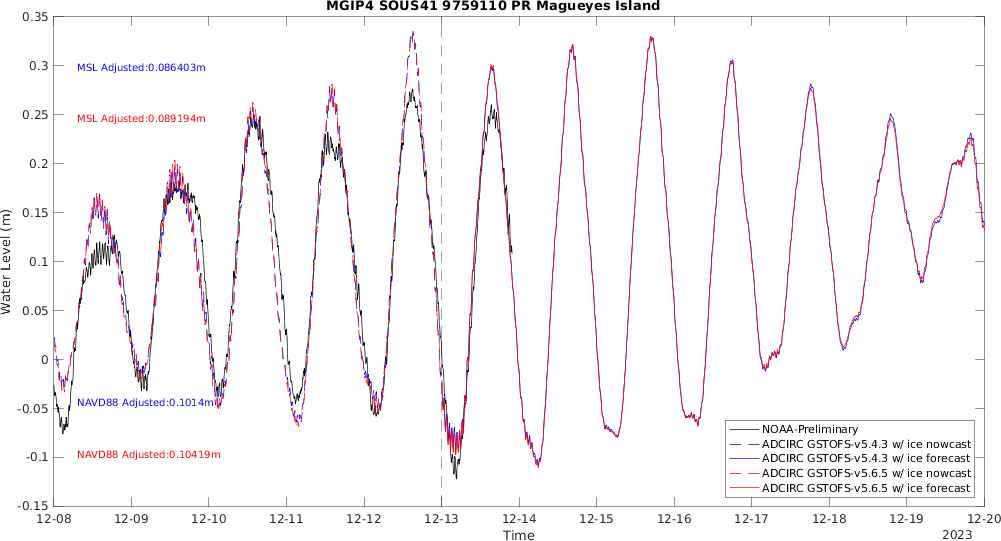 MGIP4 SOUS41 9759110 PR Magueyes Island
0.35
0.3
0.25
0.2
0.15
0.1
0.05
0
-0.05
-0.1
-0.15
Water Level (m)
MSL Adjusted:0.086403m
MSL Adjusted:0.089194m
NAVD88 Adjusted:0.1014m
NAVD88 Adjusted:0.10419m
NOAA-Preliminary
ADCIRC GSTOFS-v5.4.3 w/ ice nowcast
ADCIRC GSTOFS-v5.4.3 w/ ice forecast
ADCIRC GSTOFS-v5.6.5 w/ ice nowcast
ADCIRC GSTOFS-v5.6.5 w/ ice forecast
12-08 12-09 12-10 12-11 12-12 12-13 12-14 12-15 12-16 12-17 12-18 12-19 12-20
Time
2023